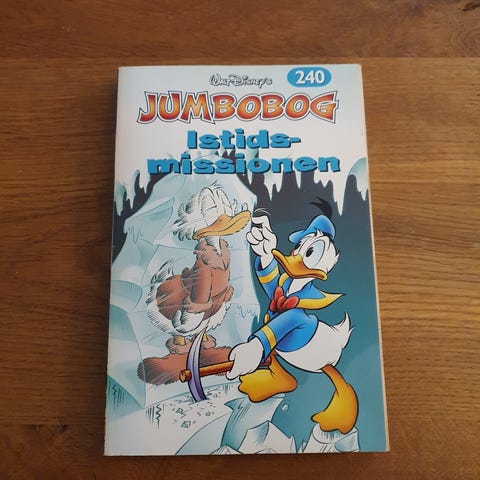 Walt Disney's
240
JUMBOBOG
Istids-
missionen